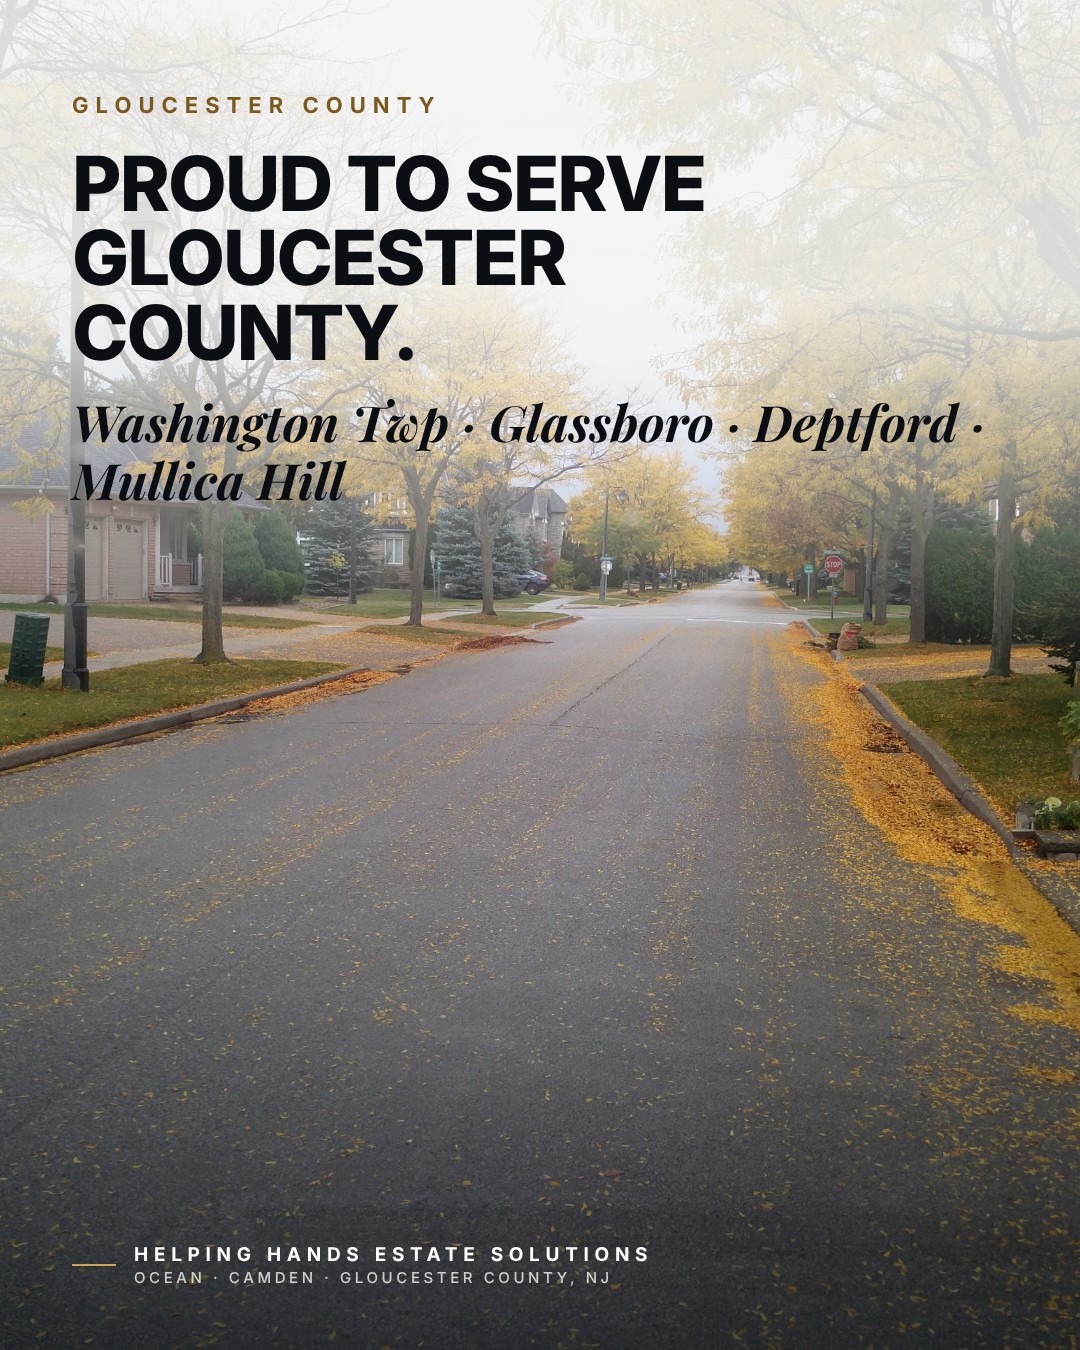 GLOUCESTER COUNTY
PROUD TO SERVE
GLOUCESTER
COUNTY.
Washington Twp · Glassboro · Deptford ·
Mullica Hill
STOP
HELPING HANDS ESTATE SOLUTIONS
OCEAN · CAMDEN · GLOUCESTER COUNTY, NJ